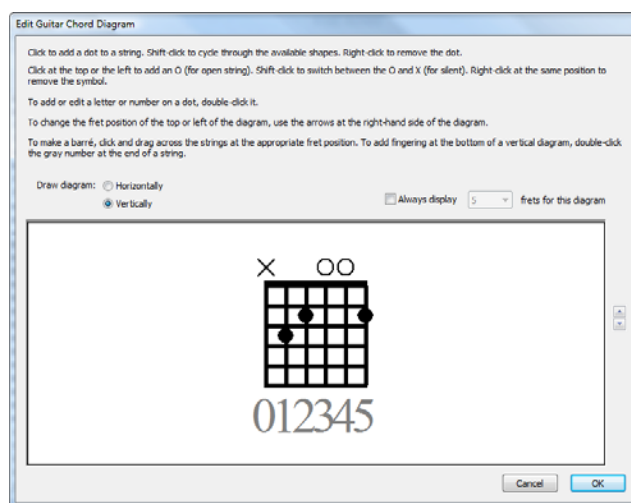 Edit Guitar Chord Diagram
Click to add a dot to a string. Shift-click to cycle through the available shapes. Right-click to remove the dot.
Click at the top or the left to add an O (for open string). Shift-click to switch between the O and X (for silent). Right-click at the same position to
remove the symbol.
To add or edit a letter or number on a dot, double-click it.
To change the fret position of the top or left of the diagram, use the arrows at the right-hand side of the diagram.
To make a barré, click and drag across the strings at the appropriate fret position. To add fingering at the bottom of a vertical diagram, double-click
the gray number at the end of a string.
Draw diagram: Horizontally
Vertically
Always display 5 frets for this diagram
X OO
012345
Cancel OK